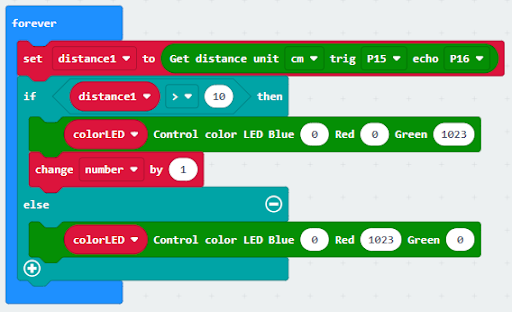 forever
set distance1 to Get distance unit cm trig P15 echo P16
if distance1 > 10 then
colorLED Control color LED Blue 0 Red 0 Green 1023
change number by 1
else
colorLED Control color LED Blue 0 Red 1023 Green 0